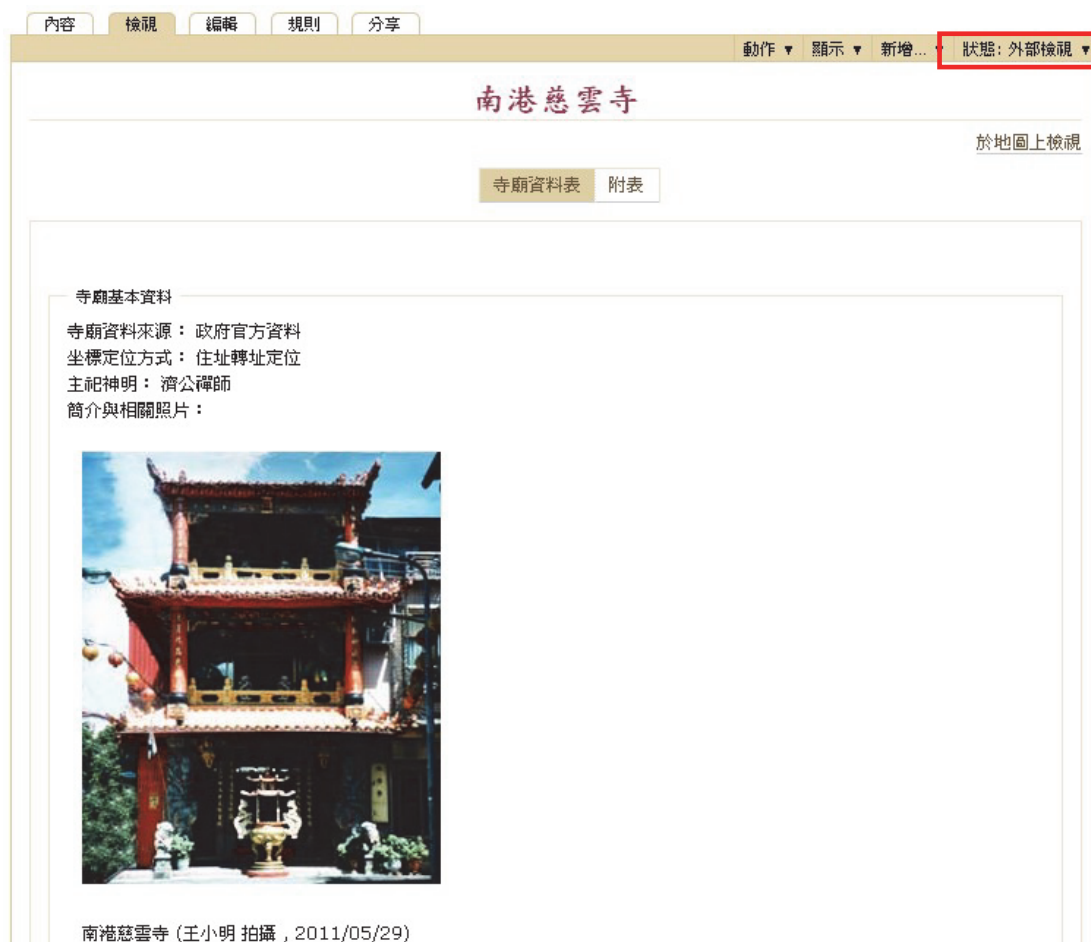 內容 檢視 編輯 規則 分享
動作 ▼ 顯示 ▼ 新增... ▼ 狀態: 外部檢視 ▼
南港慈雲寺
於地圖上檢視
寺廟資料表 附表
寺廟基本資料
寺廟資料來源： 政府官方資料
坐標定位方式： 住址轉址定位
主祀神明： 濟公禪師
簡介與相關照片：
南港慈雲寺 (王小明 拍攝 , 2011/05/29)